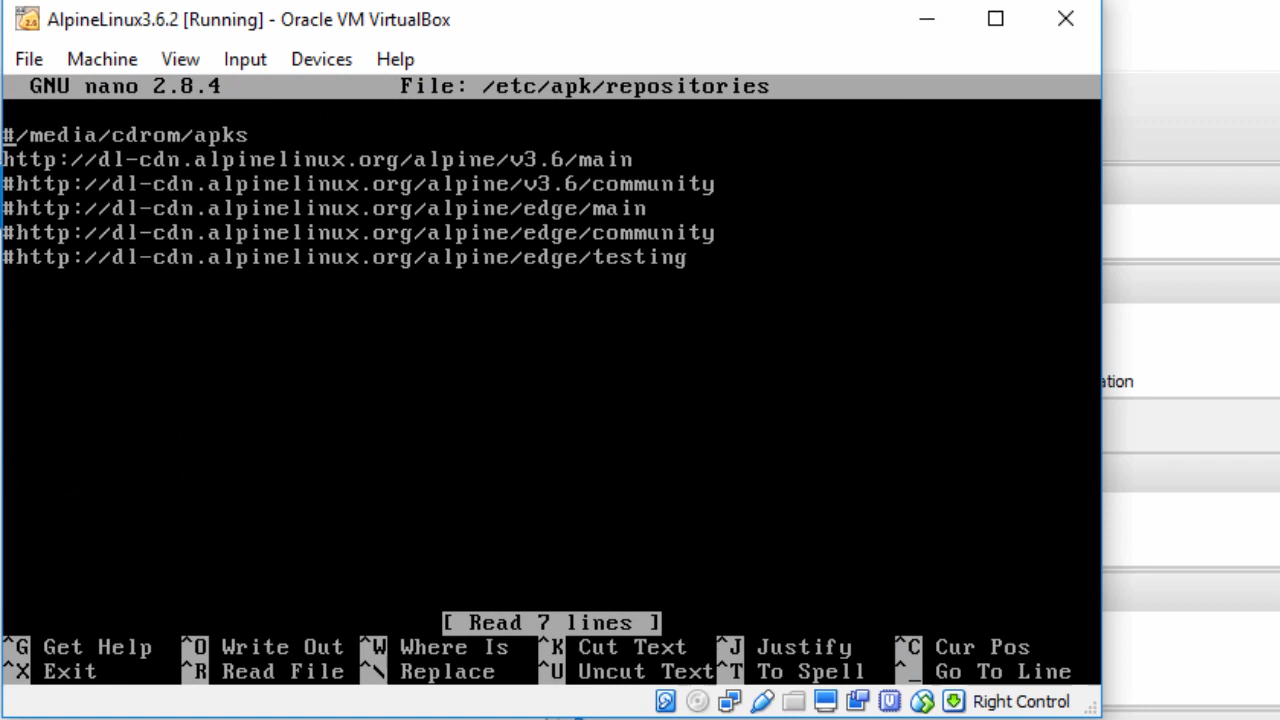 AlpineLinux3.6.2 [Running] - Oracle VM VirtualBox
File Machine View Input Devices Help
GNU nano 2.8.4 File: /etc/apk/repositories
#/media/cdrom/apks
http://dl-cdn.alpinelinux.org/alpine/v3.6/main
#http://dl-cdn.alpinelinux.org/alpine/v3.6/community
#http://dl-cdn.alpinelinux.org/alpine/edge/main
#http://dl-cdn.alpinelinux.org/alpine/edge/community
#http://dl-cdn.alpinelinux.org/alpine/edge/testing
ation
[ Read 7 lines ]
^G Get Help ^O Write Out ^W Where Is ^K Cut Text ^J Justify ^C Cur Pos
^X Exit ^R Read File ^\ Replace ^U Uncut Text ^T To Spell ^_ Go To Line
Right Control